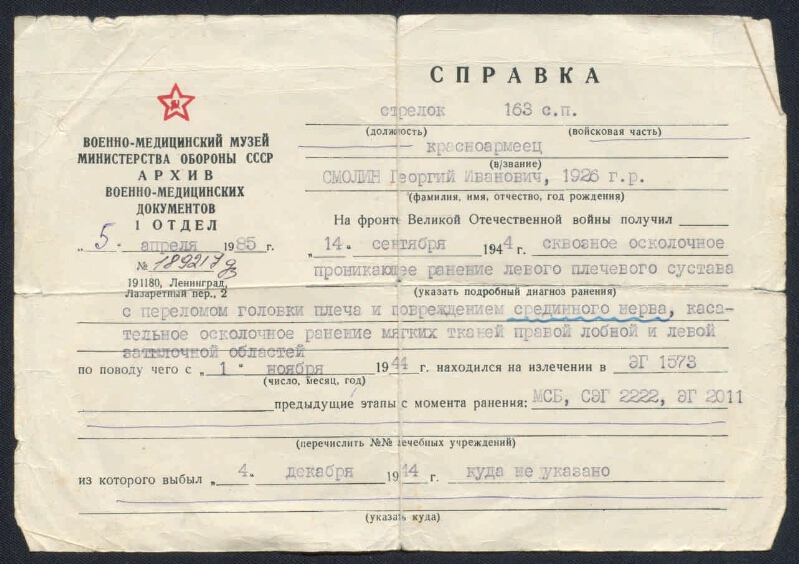 СПРАВКА
стрелок 163 с.п.
(должность) (войсковая часть)
красноармеец
(в/звание)
СМОЛИН Георгий Иванович, 1926 г.р.
(фамилия, имя, отчество, год рождения)
ВОЕННО-МЕДИЦИНСКИЙ МУЗЕЙ
МИНИСТЕРСТВА ОБОРОНЫ СССР
АРХИВ
ВОЕННО-МЕДИЦИНСКИХ
ДОКУМЕНТОВ
1 ОТДЕЛ
„5" апреля 1985 г.
№ 18921
191180, Ленинград,
Лазаретный пер., 2
На фронте Великой Отечественной войны получил
„14" сентября 1944 г. сквозное осколочное
проникающее ранение левого плечевого сустава
(указать подробный диагноз ранения)
с переломом головки плеча и повреждением срединного нерва, каса-
тельное осколочное ранение мягких тканей правой лобной и левой
затылочной областей
по поводу чего с „1" ноября 1944 г. находился на излечении в ЭГ 1573
(число, месяц, год)
предыдущие этапы с момента ранения: МСБ, СЭГ 2222, ЭГ 2011
(перечислить №№ лечебных учреждений)
из которого выбыл „4" декабря 1944 г. куда не указано
(указать куда)